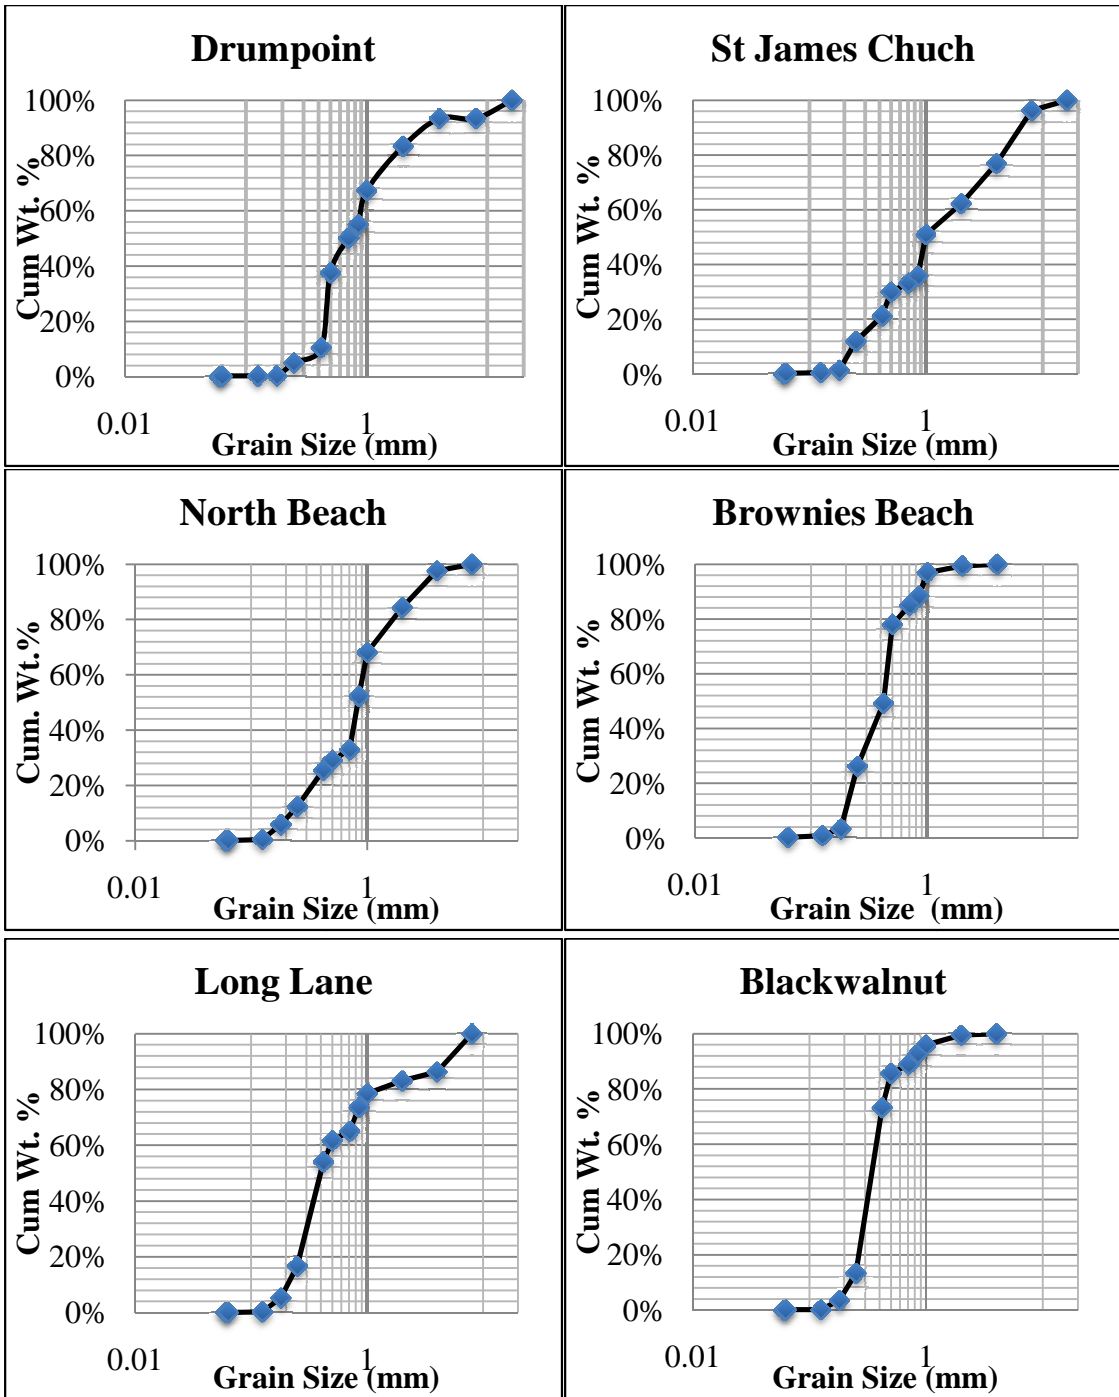 Drumpoint
100%
80%
60%
40%
20%
0%
Cum Wt. %
0.01
1
Grain Size (mm)
St James Chuch
100%
80%
60%
40%
20%
0%
Cum Wt. %
0.01
1
Grain Size (mm)
North Beach
100%
80%
60%
40%
20%
0%
Cum. Wt.%
0.01
1
Grain Size (mm)
Brownies Beach
100%
80%
60%
40%
20%
0%
Cum Wt. %
0.01
1
Grain Size (mm)
Long Lane
100%
80%
60%
40%
20%
0%
Cum Wt. %
0.01
1
Grain Size (mm)
Blackwalnut
100%
80%
60%
40%
20%
0%
Cum Wt. %
0.01
1
Grain Size (mm)